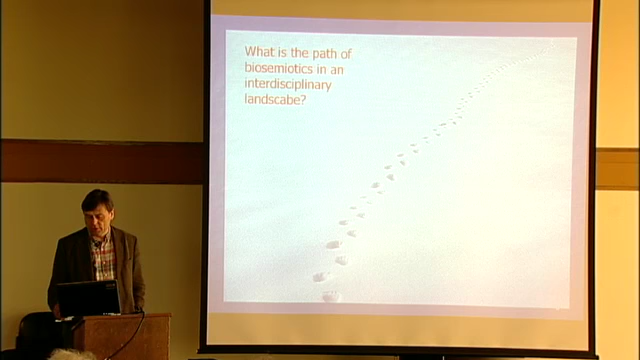 What is the path of
biosemiotics in an
interdisciplinary
landscabe?